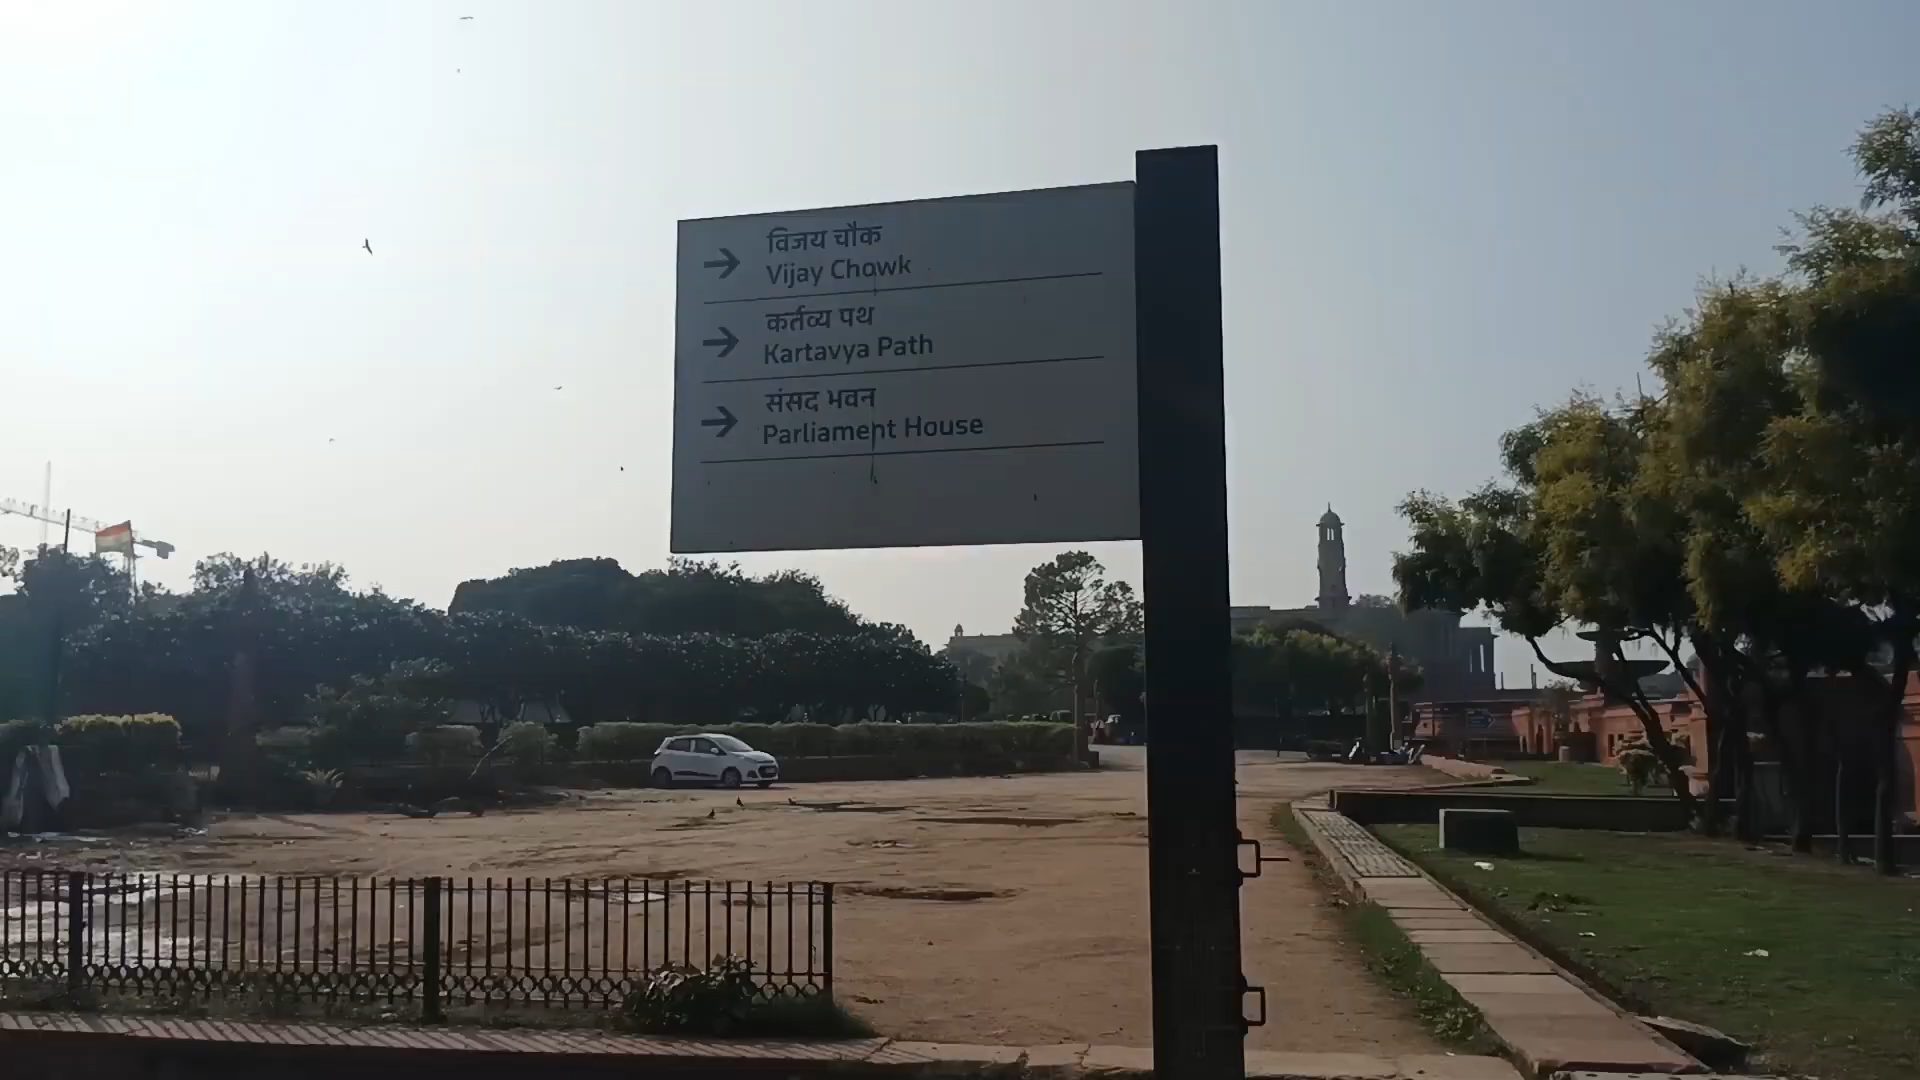 विजय चौक
Vijay Chowk
कर्तव्य पथ
Kartavya Path
संसद भवन
Parliament House